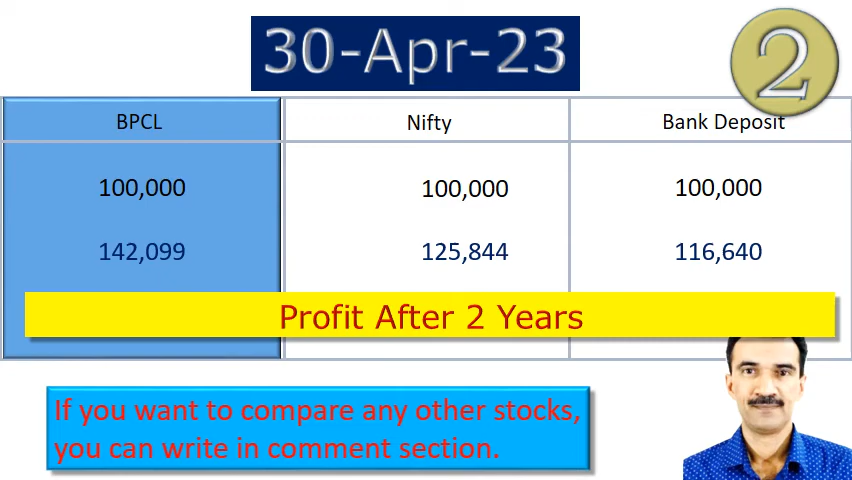 30-Apr-23
2
BPCL Nifty Bank Deposit
100,000 100,000 100,000
142,099 125,844 116,640
Profit After 2 Years
If you want to compare any other stocks,
you can write in comment section.